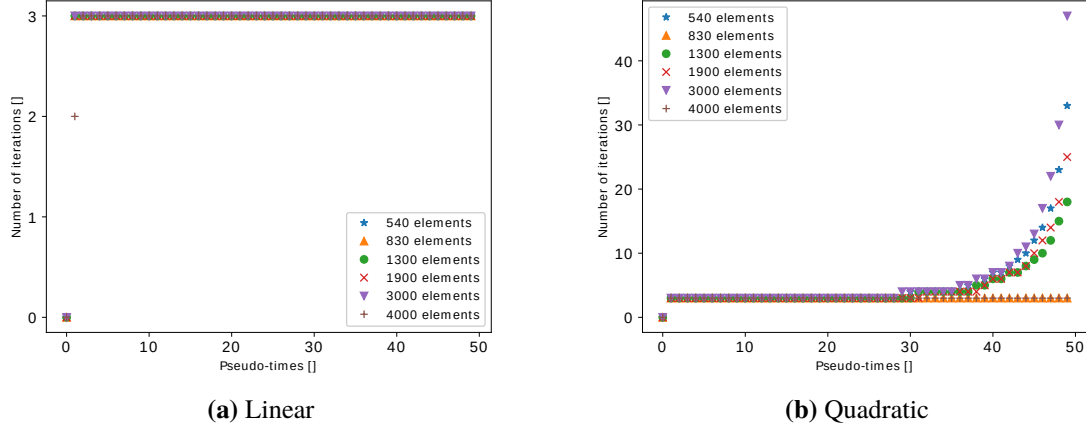 3
2
1
0
Number of iterations []
0
10
20
30
40
50
Pseudo-times []
540 elements
830 elements
1300 elements
1900 elements
3000 elements
4000 elements
(a) Linear
40
30
20
10
0
Number of iterations []
0
10
20
30
40
50
Pseudo-times []
540 elements
830 elements
1300 elements
1900 elements
3000 elements
4000 elements
(b) Quadratic